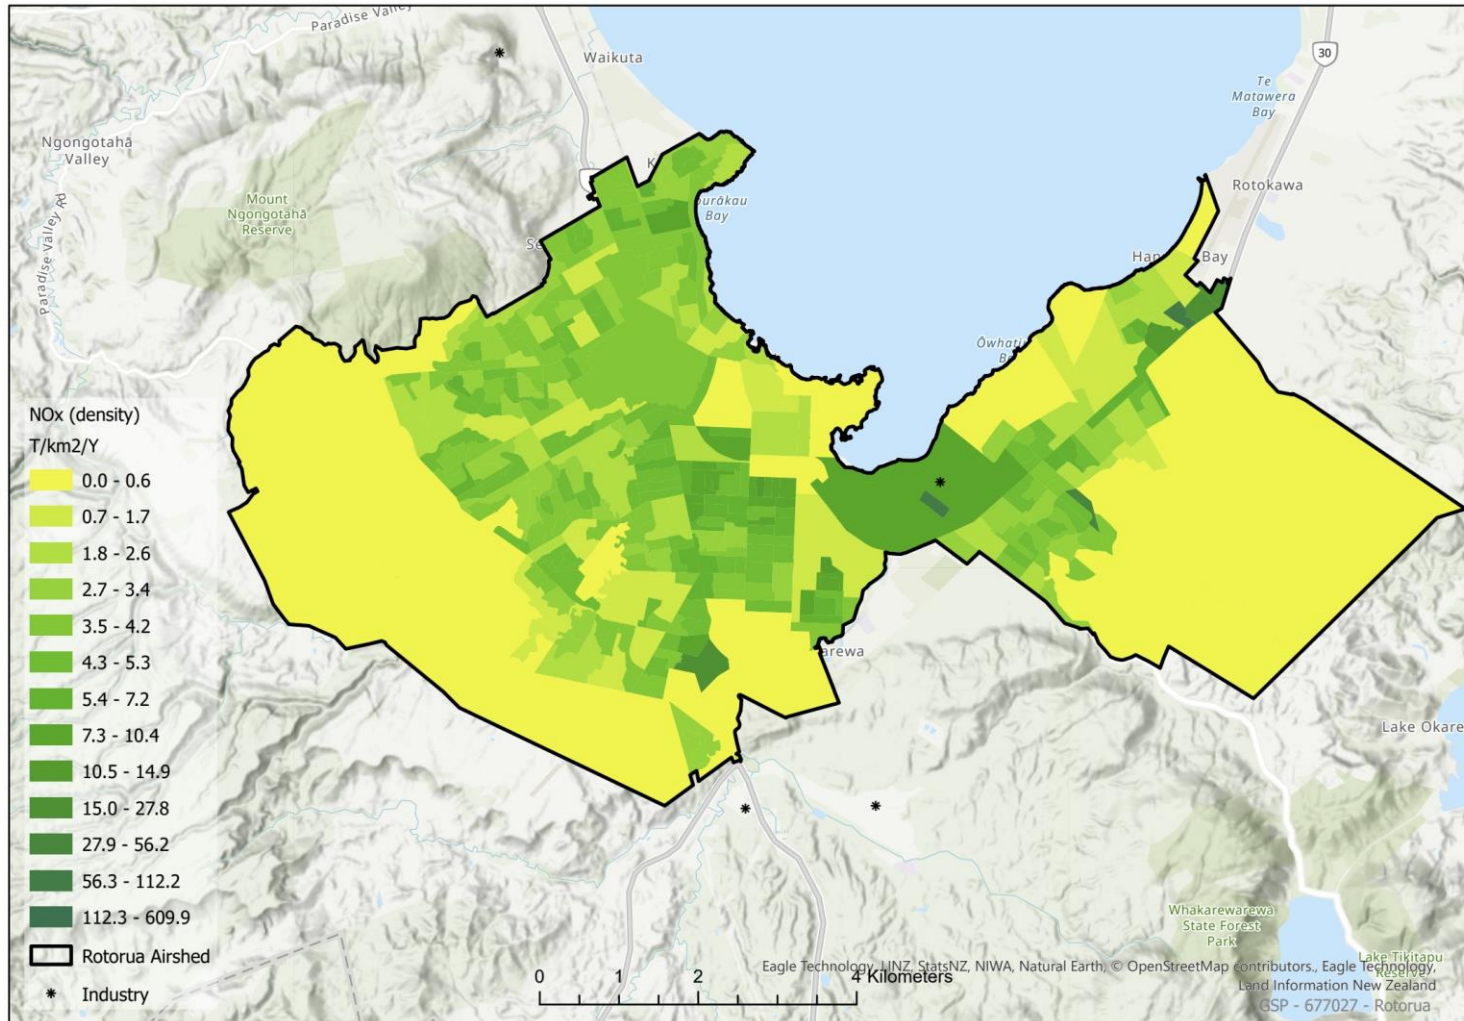 Paradise Valley
Waikuta
30
Te
Matawera
Bay
Ngongotahā
Valley
Rotokawa
Mount
Ngongotahā
Reserve
Bay
Bay
Paradise Valley Rd
NOx (density)
T/km2/Y
0.0 - 0.6
0.7 - 1.7
1.8 - 2.6
2.7 - 3.4
3.5 - 4.2
4.3 - 5.3
5.4 - 7.2
7.3 - 10.4
10.5 - 14.9
15.0 - 27.8
27.9 - 56.2
56.3 - 112.2
112.3 - 609.9
Rotorua Airshed
Industry
Lake Okare
Whakarewarewa
State Forest
Park
Lake Tikitapu
Reserve
0 1 2 4 Kilometers
Eagle Technology, LINZ, StatsNZ, NIWA, Natural Earth, © OpenStreetMap contributors., Eagle Technology,
Land Information New Zealand
GSP - 677027 - Rotorua